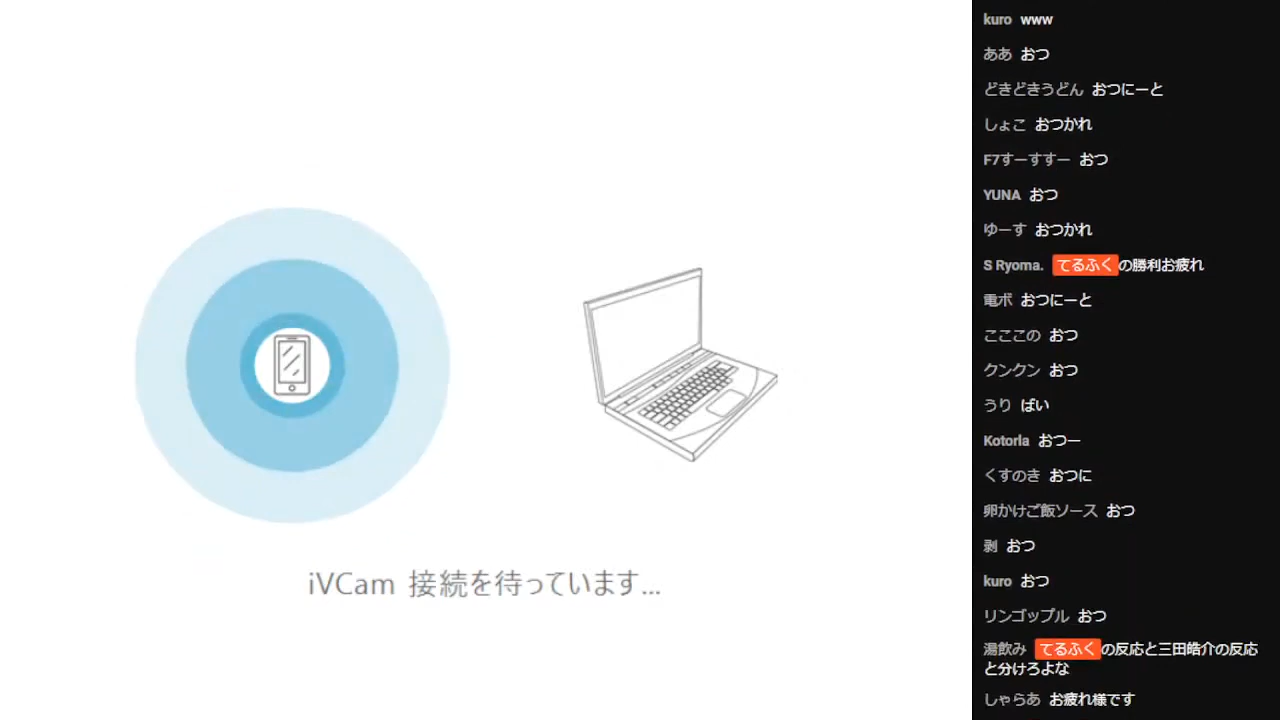 iVCam 接続を待っています...
kuro www
ああ おつ
どきどきうどん おつにーと
しょこ おつかれ
F7すーすすー おつ
YUNA おつ
ゆーす おつかれ
S Ryoma. てるふくの勝利お疲れ
電ボ おつにーと
こここの おつ
クンクン おつ
うり ばい
Kotorla おつー
くすのき おつに
卵かけご飯ソース おつ
剥 おつ
kuro おつ
リンゴップル おつ
湯飲み てるふくの反応と三田皓介の反応
と分けろよな
しゃらあ お疲れ様です